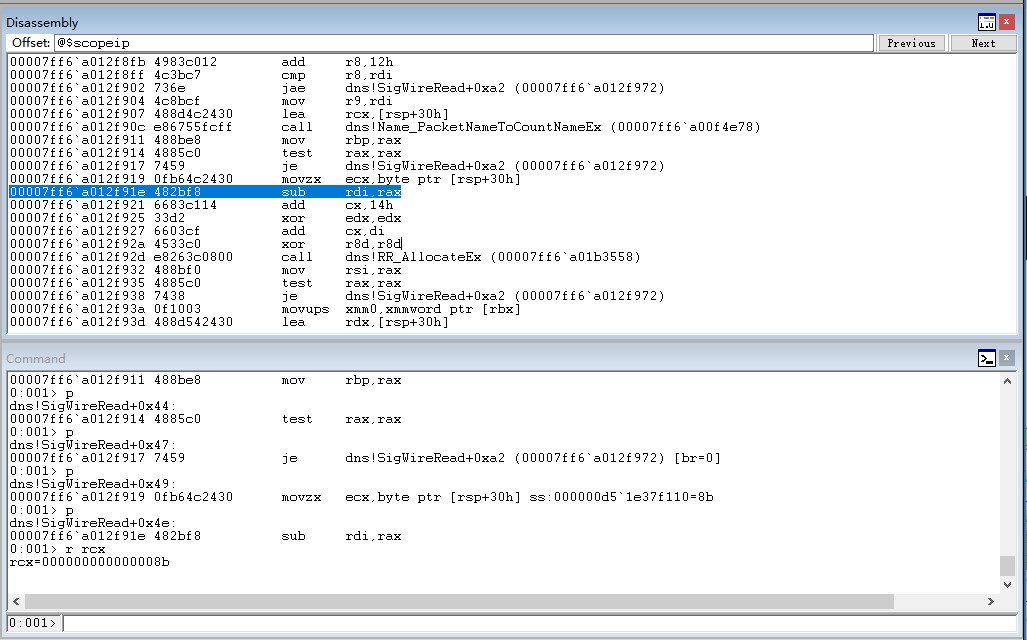 Disassembly
Offset: @$scopeip Previous Next
00007ff6`a012f8fb 4983c012 add r8,12h
00007ff6`a012f8ff 4c3bc7 cmp r8,rdi
00007ff6`a012f902 736e jae dns!SigWireRead+0xa2 (00007ff6`a012f972)
00007ff6`a012f904 4c8bcf mov r9,rdi
00007ff6`a012f907 488d4c2430 lea rcx,[rsp+30h]
00007ff6`a012f90c e86755fcff call dns!Name_PacketNameToCountNameEx (00007ff6`a00f4e78)
00007ff6`a012f911 488be8 mov rbp,rax
00007ff6`a012f914 4885c0 test rax,rax
00007ff6`a012f917 7459 je dns!SigWireRead+0xa2 (00007ff6`a012f972)
00007ff6`a012f919 0fb64c2430 movzx ecx,byte ptr [rsp+30h]
00007ff6`a012f91e 482bf8 sub rdi,rax
00007ff6`a012f921 6683c114 add cx,14h
00007ff6`a012f925 33d2 xor edx,edx
00007ff6`a012f927 6603cf add cx,di
00007ff6`a012f92a 4533c0 xor r8d,r8d
00007ff6`a012f92d e8263c0800 call dns!RR_AllocateEx (00007ff6`a01b3558)
00007ff6`a012f932 488bf0 mov rsi,rax
00007ff6`a012f935 4885c0 test rax,rax
00007ff6`a012f938 7438 je dns!SigWireRead+0xa2 (00007ff6`a012f972)
00007ff6`a012f93a 0f1003 movups xmm0,xmmword ptr [rbx]
00007ff6`a012f93d 488d542430 lea rdx,[rsp+30h]
Command
00007ff6`a012f911 488be8 mov rbp,rax
0:001> p
dns!SigWireRead+0x44:
00007ff6`a012f914 4885c0 test rax,rax
0:001> p
dns!SigWireRead+0x47:
00007ff6`a012f917 7459 je dns!SigWireRead+0xa2 (00007ff6`a012f972) [br=0]
0:001> p
dns!SigWireRead+0x49:
00007ff6`a012f919 0fb64c2430 movzx ecx,byte ptr [rsp+30h] ss:000000d5`1e37f110=8b
0:001> p
dns!SigWireRead+0x4e:
00007ff6`a012f91e 482bf8 sub rdi,rax
0:001> r rcx
rcx=000000000000008b
0:001>